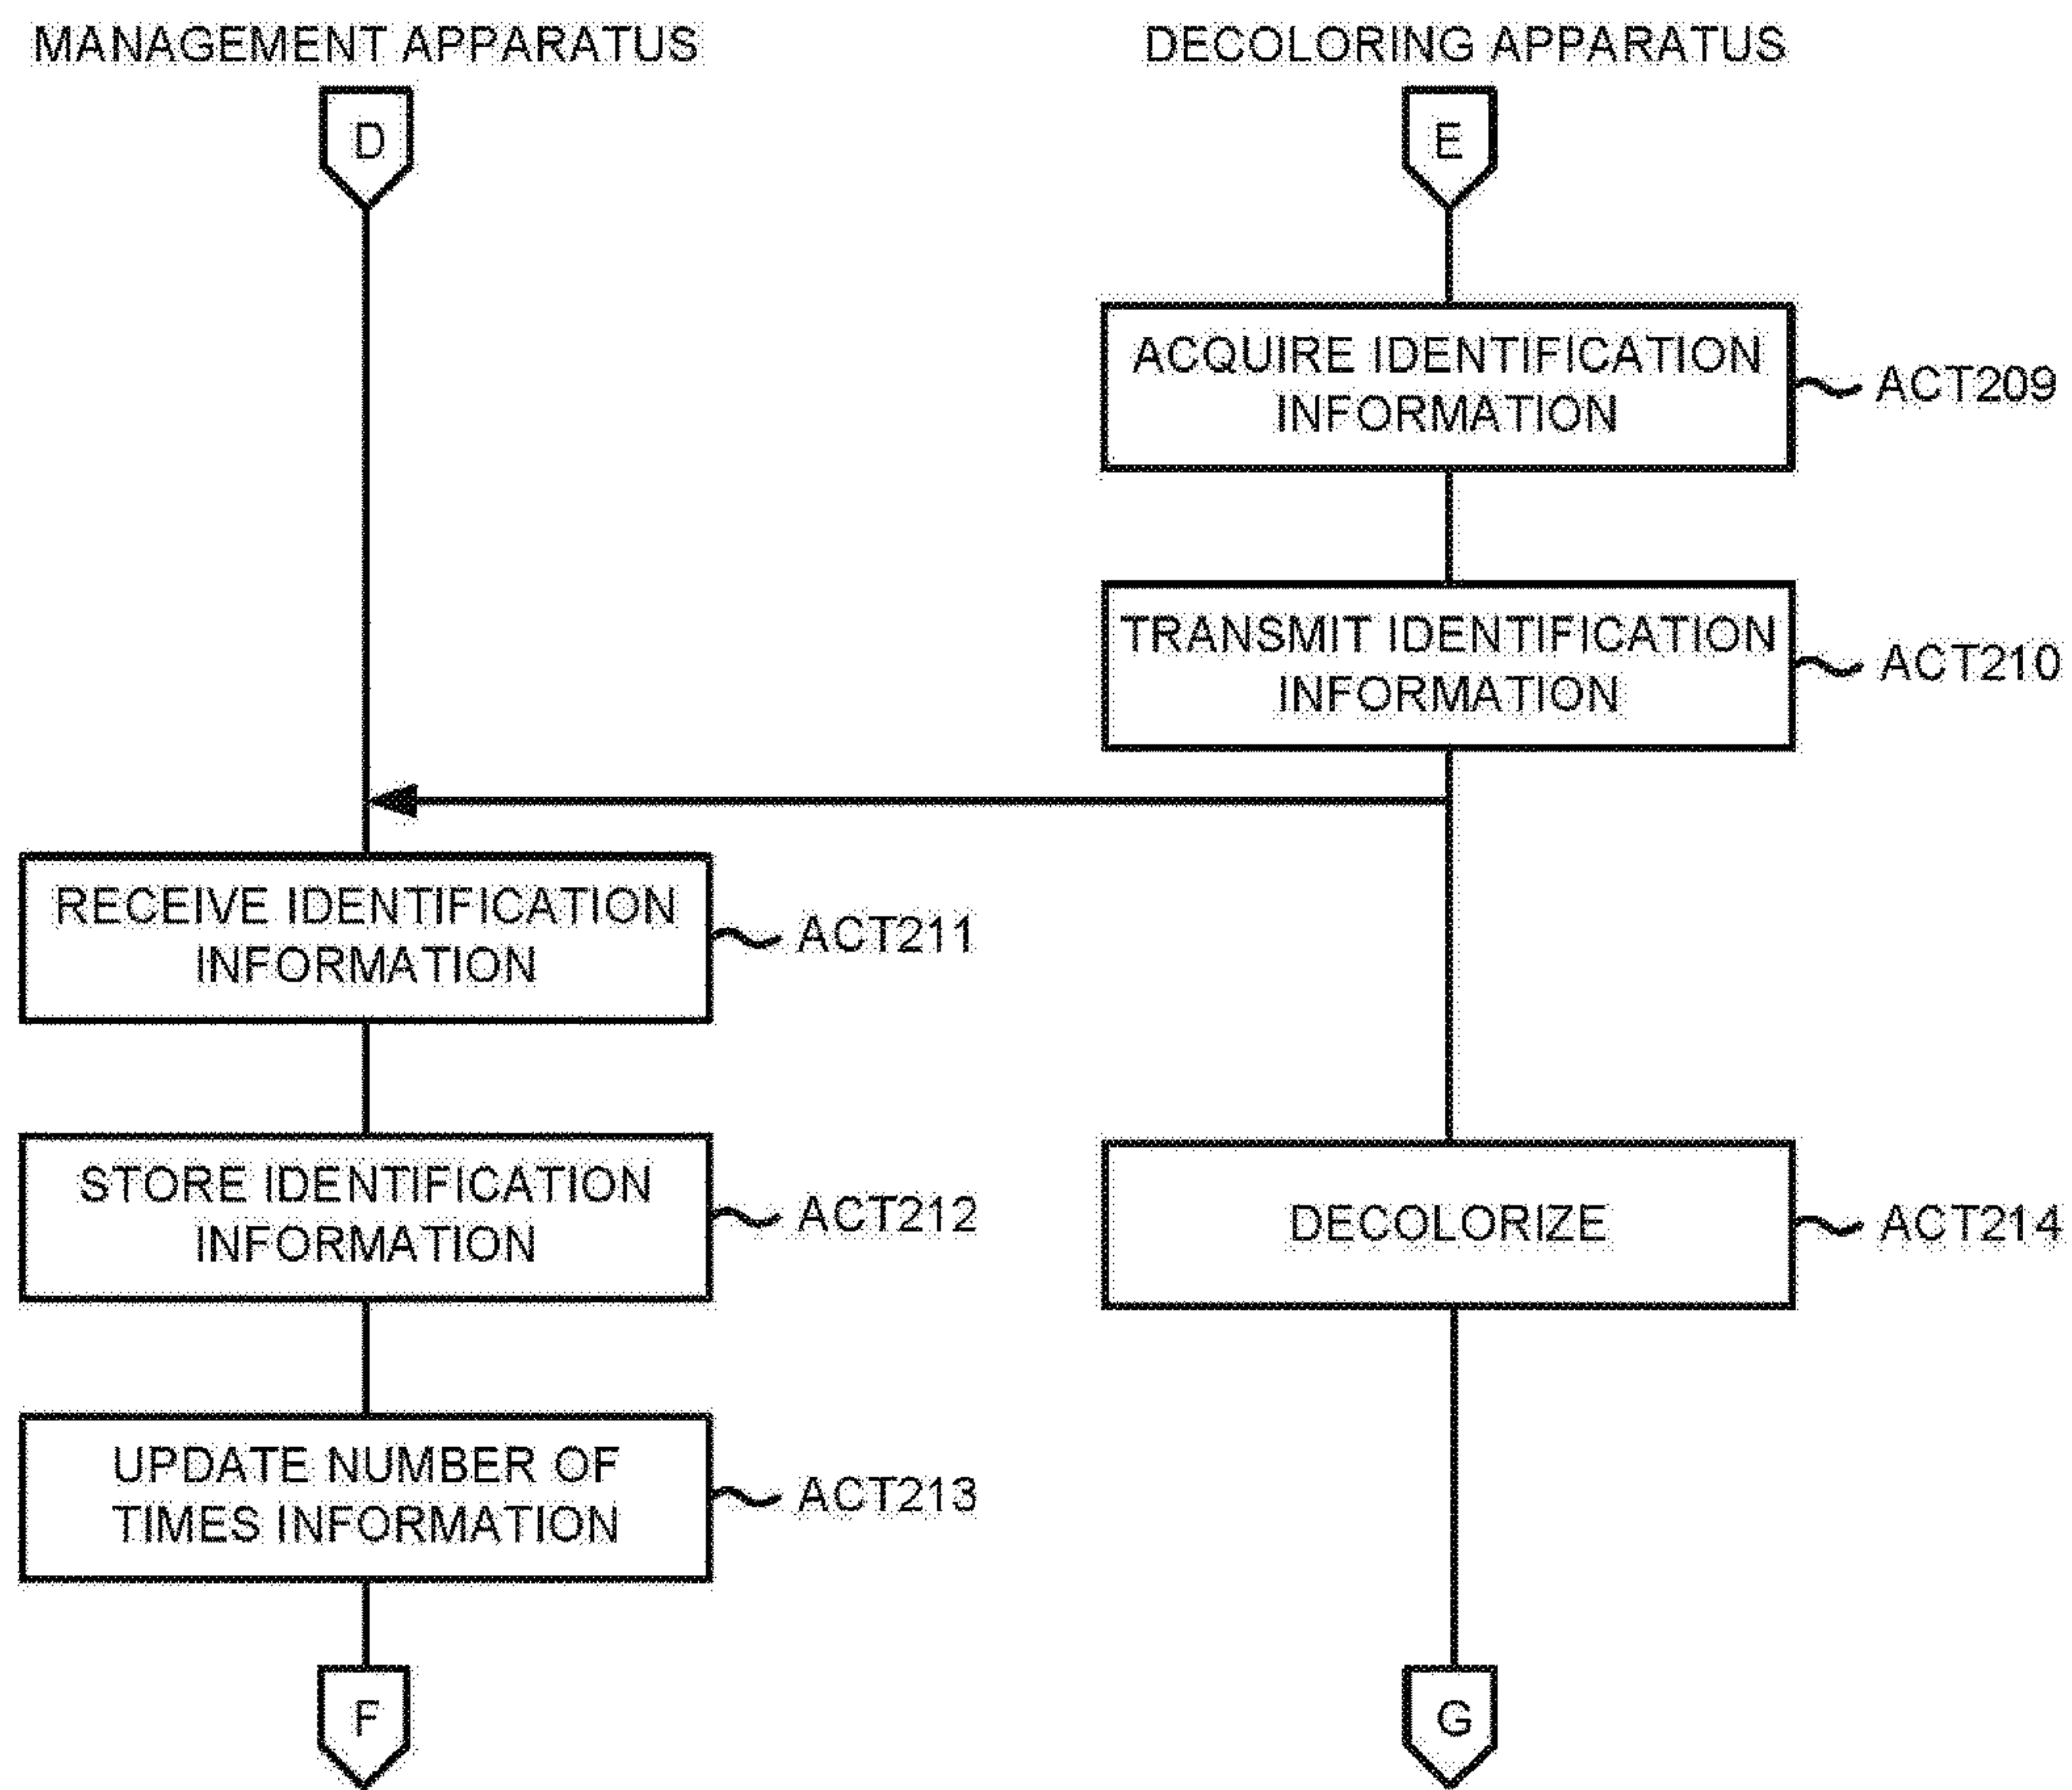 MANAGEMENT APPARATUS
DECOLORING APPARATUS
D
E
ACQUIRE IDENTIFICATION
INFORMATION
ACT209
TRANSMIT IDENTIFICATION
INFORMATION
ACT210
RECEIVE IDENTIFICATION
INFORMATION
ACT211
STORE IDENTIFICATION
INFORMATION
ACT212
DECOLORIZE
ACT214
UPDATE NUMBER OF
TIMES INFORMATION
ACT213
F
G